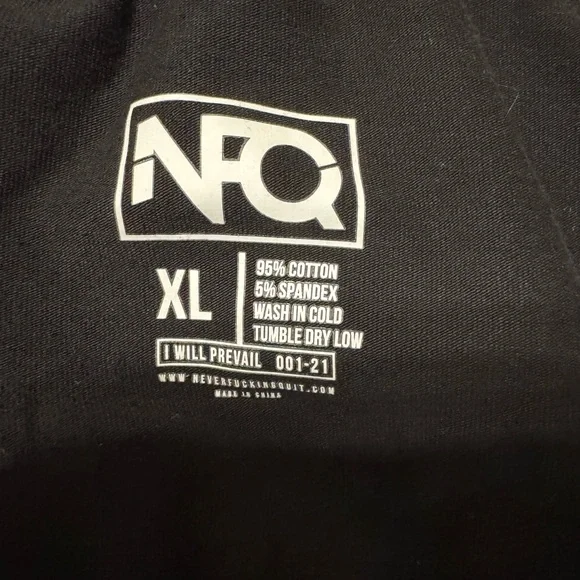 NFQ
XL
95% COTTON
5% SPANDEX
WASH IN COLD
TUMBLE DRY LOW
I WILL PREVAIL 001-21
WWW.NEVERFUCKINGQUIT.COM
MADE IN CHINA